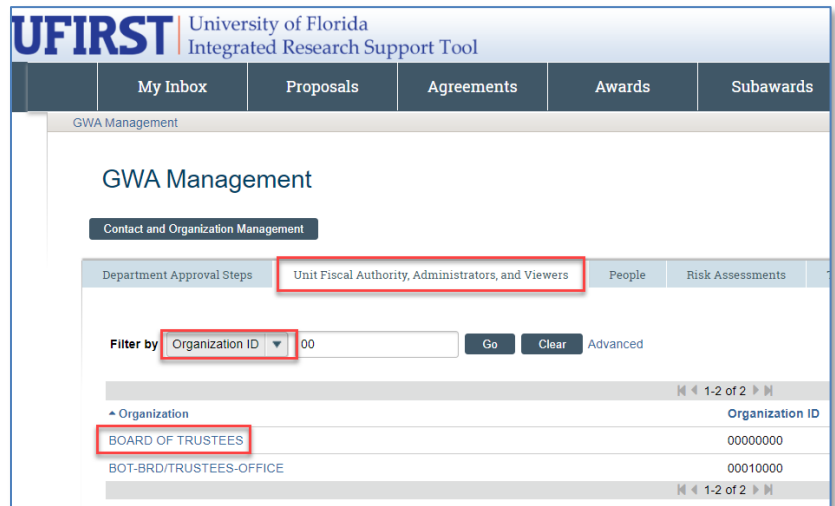 UFIRST University of Florida
Integrated Research Support Tool
My Inbox Proposals Agreements Awards Subawards
GWA Management
GWA Management
Contact and Organization Management
Department Approval Steps Unit Fiscal Authority, Administrators, and Viewers People Risk Assessments
Filter by Organization ID 00 Go Clear Advanced
1-2 of 2
Organization Organization ID
BOARD OF TRUSTEES 00000000
BOT-BRD/TRUSTEES-OFFICE 00010000
1-2 of 2